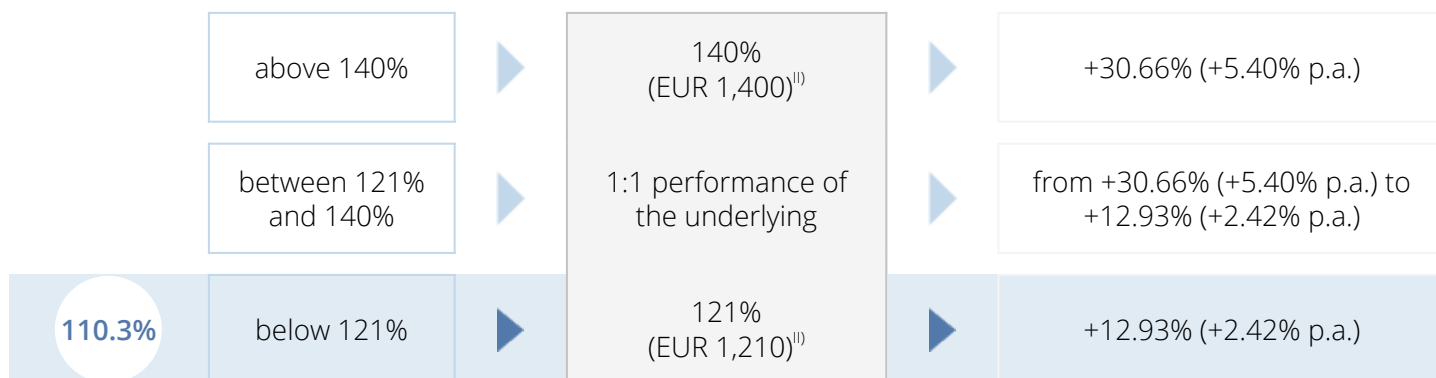 above 140%
140%
(EUR 1,400)II)
+30.66% (+5.40% p.a.)
between 121%
and 140%
1:1 performance of
the underlying
from +30.66% (+5.40% p.a.) to
+12.93% (+2.42% p.a.)
110.3%
below 121%
121%
(EUR 1,210)II)
+12.93% (+2.42% p.a.)